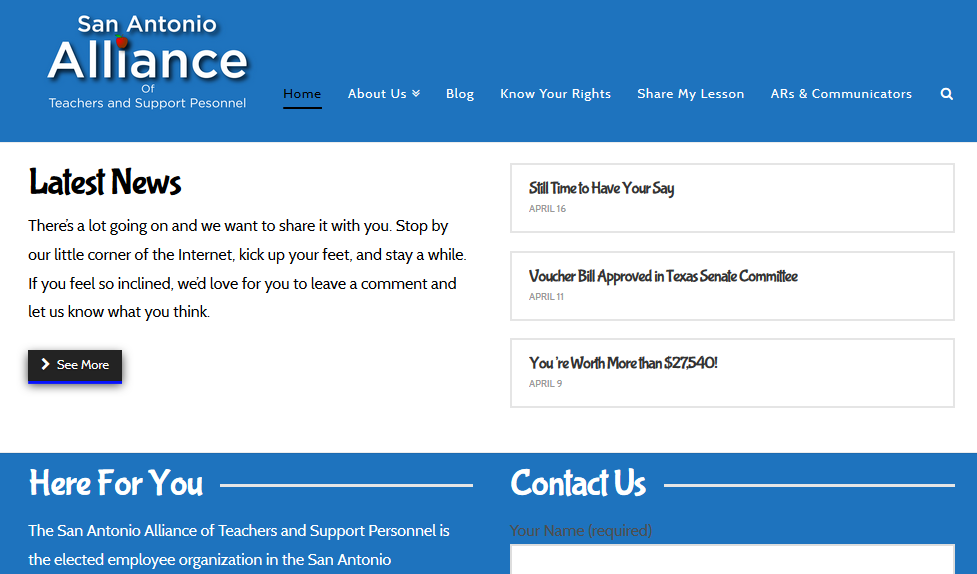 San Antonio
Alliance
Of
Teachers and Support Pesonnel
Home
About Us
Blog
Know Your Rights
Share My Lesson
ARs & Communicators
Latest News
There's a lot going on and we want to share it with you. Stop by
our little corner of the Internet, kick up your feet, and stay a while.
If you feel so inclined, we'd love for you to leave a comment and
let us know what you think.
See More
Still Time to Have Your Say
APRIL 16
Voucher Bill Approved in Texas Senate Committee
APRIL 11
You 're Worth More than $27,540!
APRIL 9
Here For You
The San Antonio Alliance of Teachers and Support Personnel is
the elected employee organization in the San Antonio
Contact Us
Your Name (required)